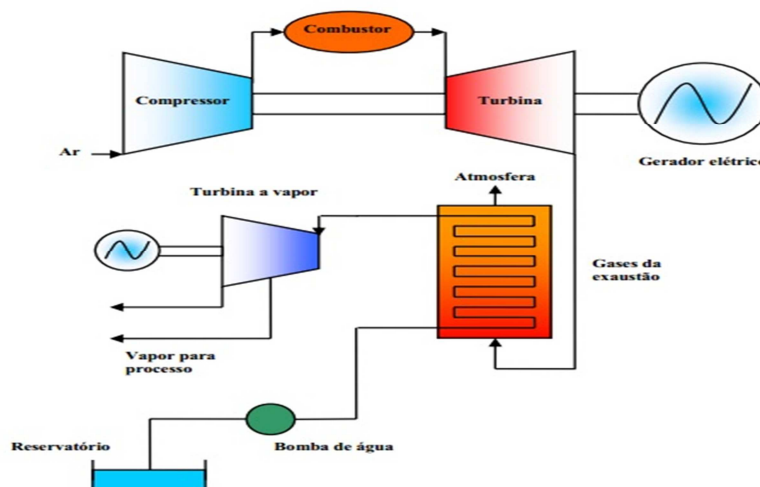 Combustor
Compressor
Turbina
Ar
Gerador elétrico
Atmosfera
Turbina a vapor
Gases da
exaustão
Vapor para
processo
Reservatório
Bomba de água